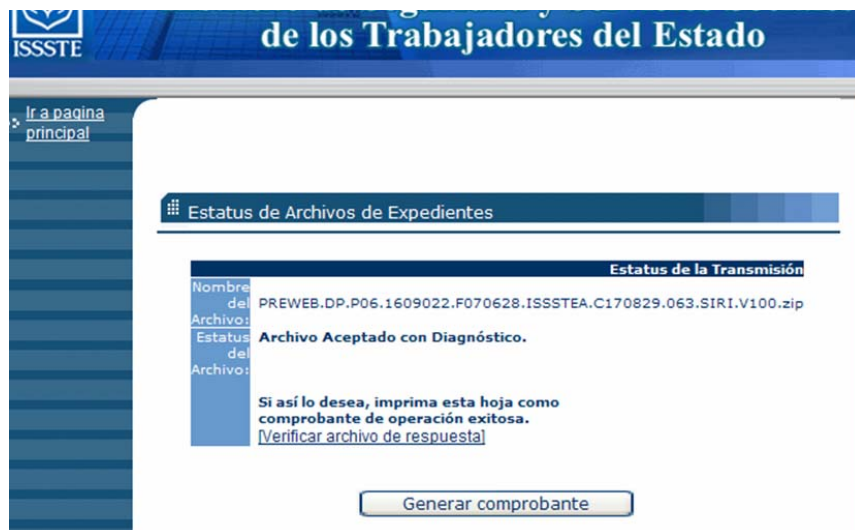 ISSSTE
de los Trabajadores del Estado
Ir a pagina
principal
Estatus de Archivos de Expedientes
Estatus de la Transmisión
Nombre
del
Archivo:
PREWEB.DP.P06.1609022.F070628.ISSSTEA.C170829.063.SIRI.V100.zip
Estatus
del
Archivo:
Archivo Aceptado con Diagnóstico.
Si así lo desea, imprima esta hoja como
comprobante de operación exitosa.
[Verificar archivo de respuesta]
Generar comprobante